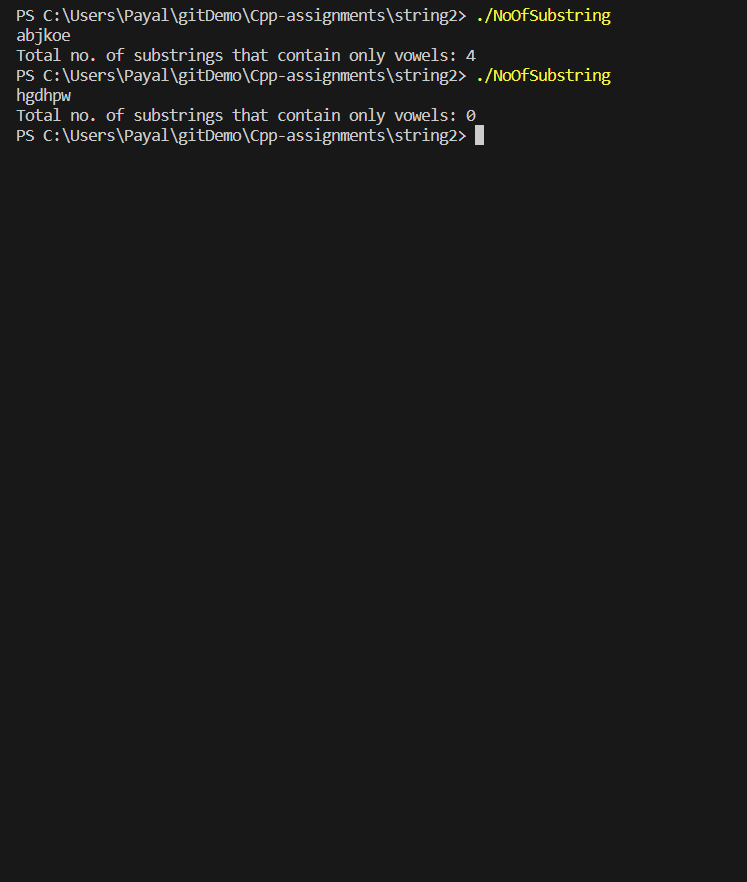 PS C:\Users\Payal\gitDemo\Cpp-assignments\string2> ./NoOfSubstring
abjkoe
Total no. of substrings that contain only vowels: 4
PS C:\Users\Payal\gitDemo\Cpp-assignments\string2> ./NoOfSubstring
hgdhpw
Total no. of substrings that contain only vowels: 0
PS C:\Users\Payal\gitDemo\Cpp-assignments\string2>